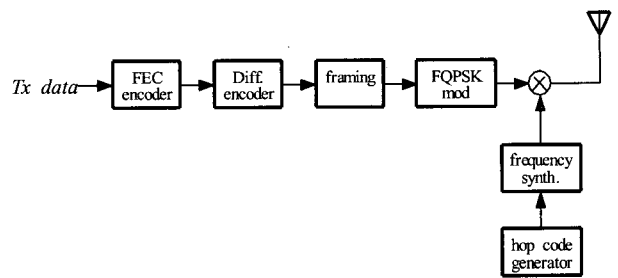 Tx data
FEC
encoder
Diff.
encoder
framing
FQPSK
mod
frequency
synth.
hop code
generator